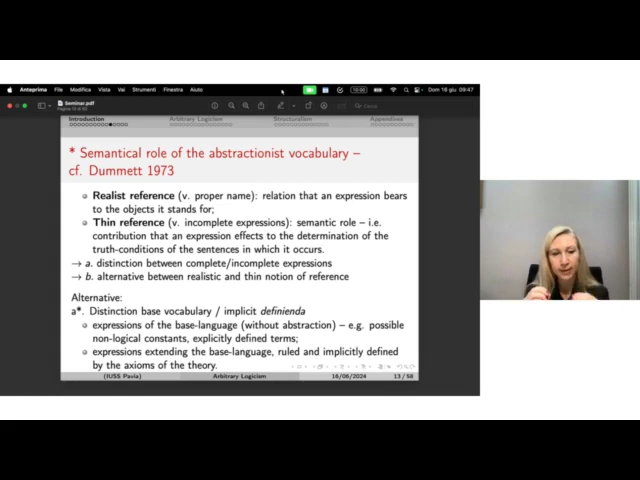 Anteprima File Modifica Vista Vai Strumenti Finestra Aiuto Dom 16 giu 09:47
Seminar.pdf
Cerca
Introduction Arbitrary Logicism Structuralism Appendices
* Semantical role of the abstractionist vocabulary –
cf. Dummett 1973
Realist reference (v. proper name): relation that an expression bears
to the objects it stands for;
Thin reference (v. incomplete expressions): semantic role – i.e.
contribution that an expression effects to the determination of the
truth-conditions of the sentences in which it occurs.
→ a. distinction between complete/incomplete expressions
→ b. alternative between realistic and thin notion of reference
Alternative:
a*. Distinction base vocabulary / implicit definienda
expressions of the base-language (without abstraction) – e.g. possible
non-logical constants, explicitly defined terms;
expressions extending the base-language, ruled and implicitly defined
by the axioms of the theory.
(IUSS Pavia) Arbitrary Logicism 16/06/2024 13 / 58